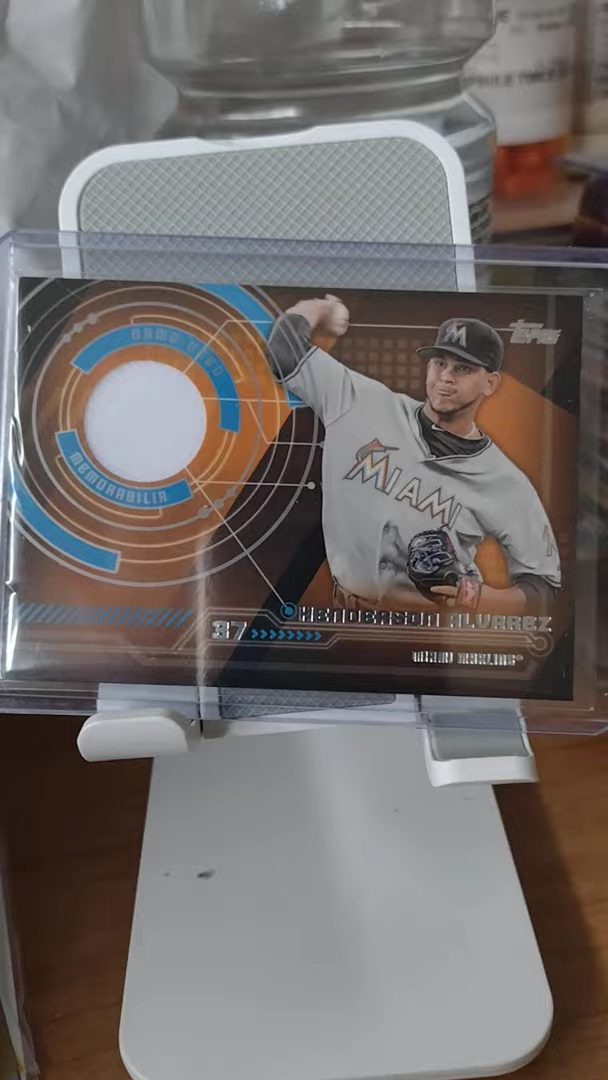 topps
GAME USED
M
MIAMI
MEMORABILIA
HENDERSON ALVAREZ
37
MIAMI MARLINS®